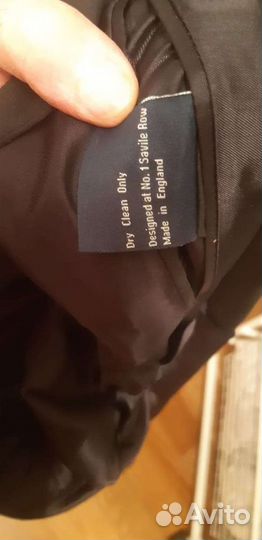 Dry Clean Only
Designed at No. 1 Savile Row
Made in England
Avito